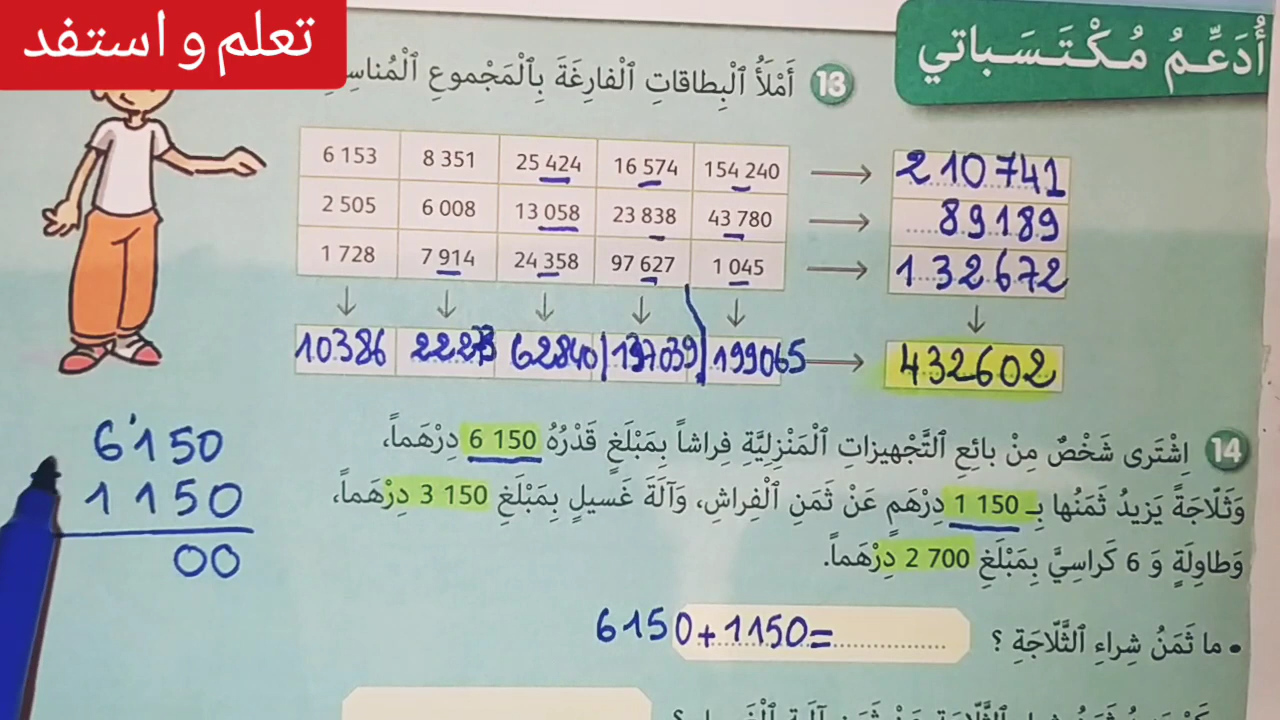 تعلم و استفد
أُدَعِّمُ مُكْتَسَباتي
13 أَمْلَأُ ٱلْبِطاقاتِ ٱلْفارِغَةَ بِٱلْمَجْموعِ ٱلْمُناسِ
6 153 8 351 25 424 16 574 154 240 → 210741
2 505 6 008 13 058 23 838 43 780 → 89189
1 728 7 914 24 358 97 627 1 045 → 132672
↓ ↓ ↓ ↓ ↓ ↓
10386 22273 62840 137039 199065 → 432602
14 اِشْتَرى شَخْصٌ مِنْ بائِعِ ٱلتَّجْهيزاتِ ٱلْمَنْزِلِيَّةِ فِراشاً بِمَبْلَغٍ قَدْرُهُ 6 150 دِرْهَماً،
وَثَلّاجَةً يَزيدُ ثَمَنُها بِـ 1 150 دِرْهَمٍ عَنْ ثَمَنِ ٱلْفِراشِ، وَآلَةَ غَسيلٍ بِمَبْلَغِ 3 150 دِرْهَماً،
وَطاوِلَةٍ وَ 6 كَراسِيَّ بِمَبْلَغِ 2 700 دِرْهَماً.
6150
1150
00
• ما ثَمَنُ شِراءِ ٱلثَّلّاجَةِ ؟ 6150+1150=